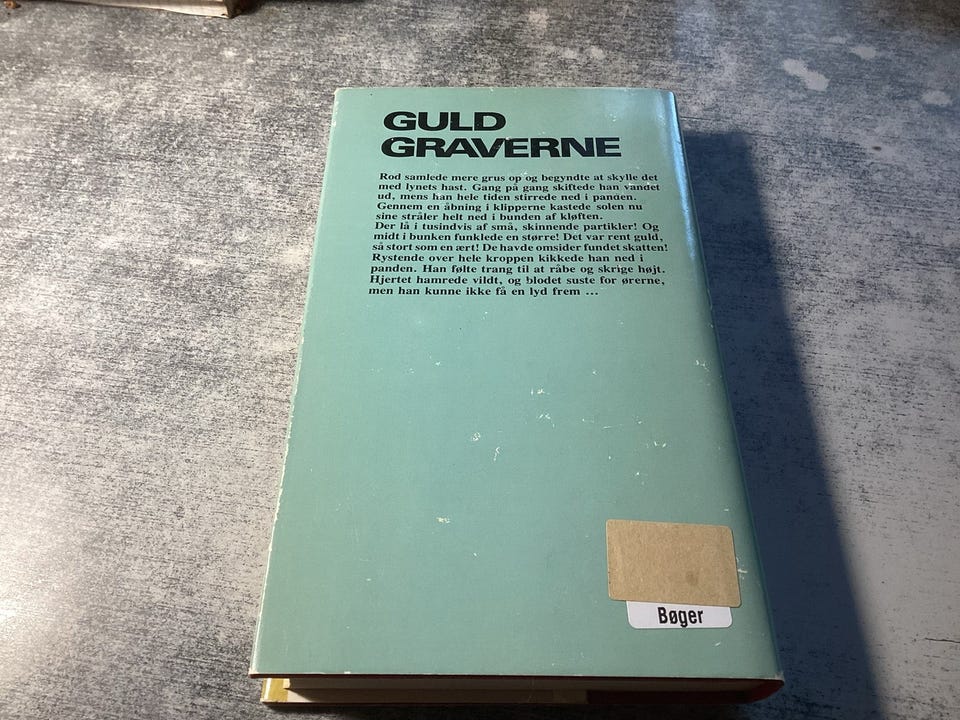 GULD
GRAVERNE
Rod samlede mere grus op og begyndte at skylle det
med lynets hast. Gang på gang skiftede han vandet
ud, mens han hele tiden stirrede ned i panden.
Gennem en åbning i klipperne kastede solen nu
sine stråler helt ned i bunden af kløften.
Der lå i tusindvis af små, skinnende partikler! Og
midt i bunken funklede en større! Det var rent guld,
så stort som en ært! De havde omsider fundet skatten!
Rystende over hele kroppen kikkede han ned i
panden. Han følte trang til at råbe og skrige højt.
Hjertet hamrede vildt, og blodet suste for ørerne,
men han kunne ikke få en lyd frem ...
Bøger